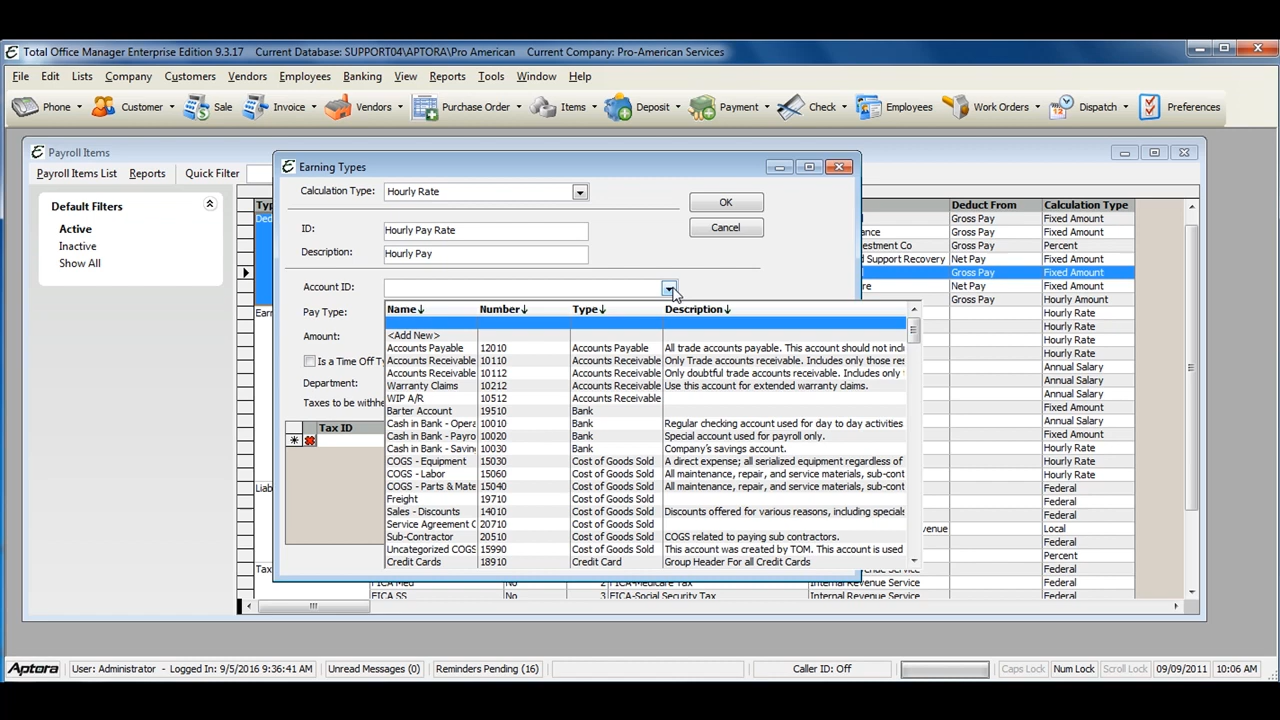 Total Office Manager Enterprise Edition 9.3.17 Current Database: SUPPORT04\APTORA\Pro American Current Company: Pro-American Services
File Edit Lists Company Customers Vendors Employees Banking View Reports Tools Window Help
Phone Customer Sale Invoice Vendors Purchase Order Items Deposit Payment Check Employees Work Orders Dispatch Preferences
Payroll Items
Payroll Items List Reports Quick Filter
Default Filters
Active
Inactive
Show All
Earning Types
Calculation Type: Hourly Rate
OK
ID: Hourly Pay Rate
Cancel
Description: Hourly Pay
Account ID:
Pay Type:
Amount:
Is a Time Off
Department:
Taxes to be
Tax ID
Name Number Type Description
<Add New>
Accounts Payable 12010 Accounts Payable All trade accounts payable. This account should not
Accounts Receivable 10110 Accounts Receivable Only Trade accounts receivable. Includes only those
Accounts Receivable 10112 Accounts Receivable Only doubtful trade accounts receivable. Includes only
Warranty Claims 10212 Accounts Receivable Use this account for extended warranty claims.
WIP A/R 10512 Accounts Receivable
Barter Account 19510 Bank
Cash in Bank - Opera 10010 Bank Regular checking account used for day to day activities
Cash in Bank - Payro 10020 Bank Special account used for payroll only.
Cash in Bank - Savin 10030 Bank Company's savings account.
COGS - Equipment 15030 Cost of Goods Sold A direct expense; all serialized equipment regardless of
COGS - Labor 15060 Cost of Goods Sold All maintenance, repair, and service materials, sub-cont
COGS - Parts & Mate 15040 Cost of Goods Sold All maintenance, repair, and service materials, sub-cont
Freight 19710 Cost of Goods Sold
Sales - Discounts 14010 Cost of Goods Sold Discounts offered for various reasons, including specials
Service Agreement 20710 Cost of Goods Sold
Sub-Contractor 20510 Cost of Goods Sold COGS related to paying sub contractors.
Uncategorized COGS 15990 Cost of Goods Sold This account was created by TOM. This account is used
Credit Cards 18910 Credit Card Group Header For all Credit Cards
Deduct From Calculation Type
Gross Pay Fixed Amount
Gross Pay Fixed Amount
Gross Pay Percent
Support Recovery Net Pay Fixed Amount
Gross Pay Fixed Amount
Net Pay Fixed Amount
Gross Pay Hourly Amount
Hourly Rate
Hourly Rate
Hourly Rate
Hourly Rate
Annual Salary
Annual Salary
Hourly Rate
Annual Salary
Fixed Amount
Fixed Amount
Hourly Rate
Hourly Rate
Hourly Rate
Federal
Federal
Federal
Local
Federal
Percent
Federal
FICA Med No 2 FICA-Medicare Tax Internal Revenue Service Federal
FICA SS No 3 FICA-Social Security Tax Internal Revenue Service Federal
Aptora User: Administrator - Logged In: 9/5/2016 9:36:41 AM Unread Messages (0) Reminders Pending (16) Caller ID: Off Caps Lock Num Lock Scroll Lock 09/09/2011 10:06 AM